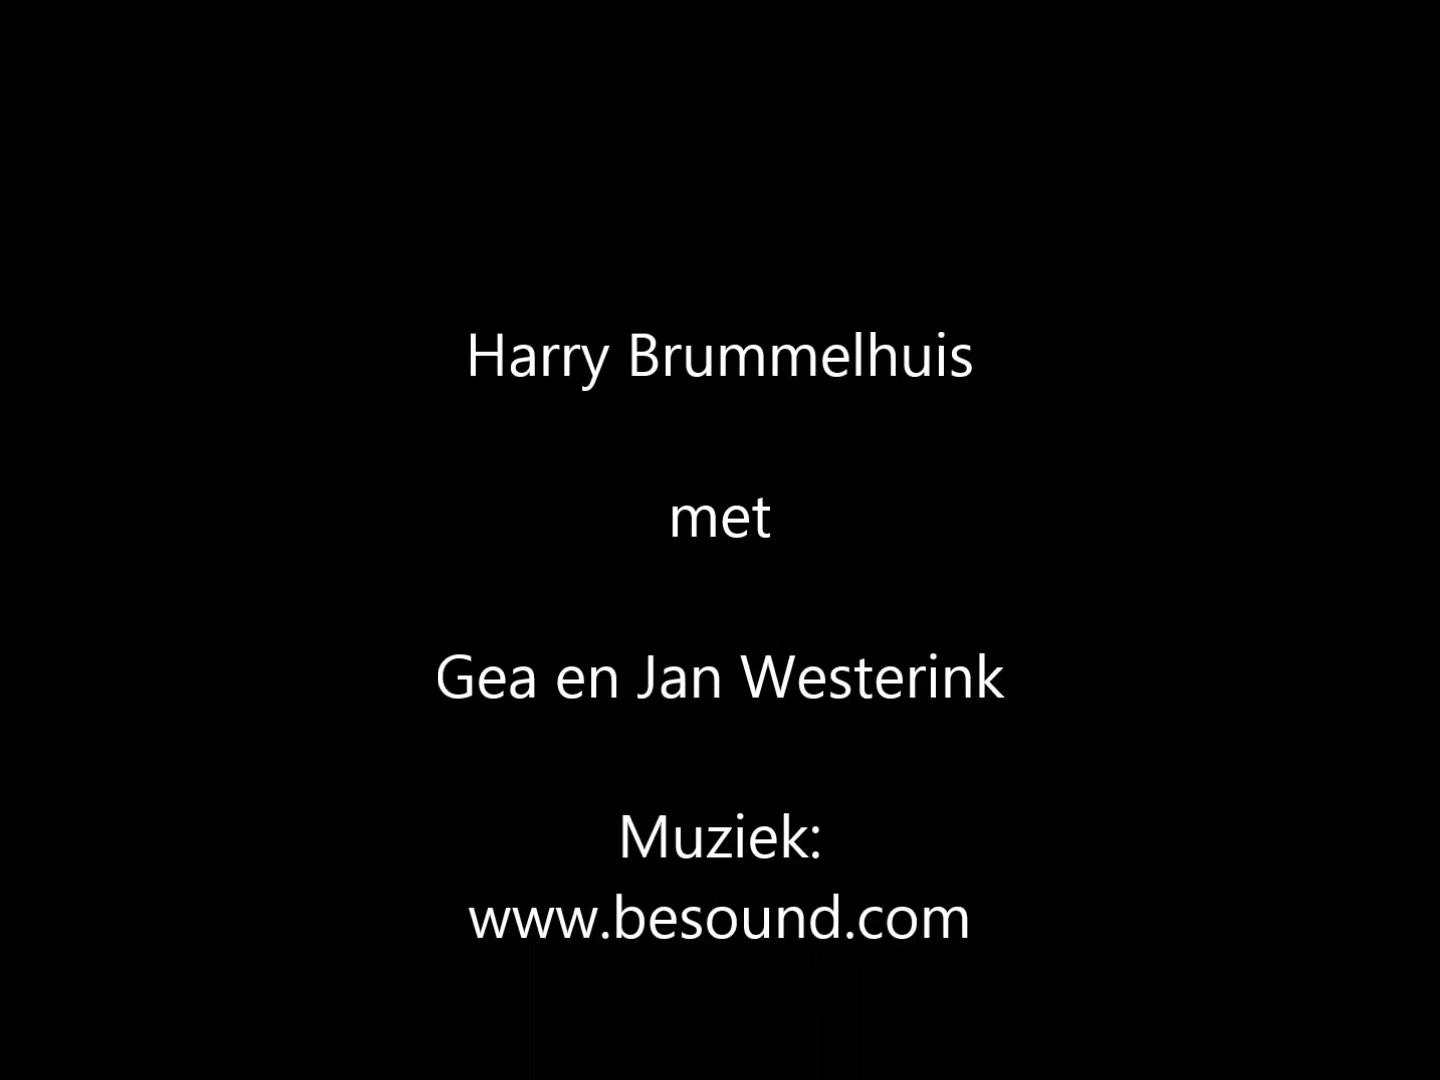 Harry Brummelhuis
met
Gea en Jan Westerink
Muziek:
www.besound.com